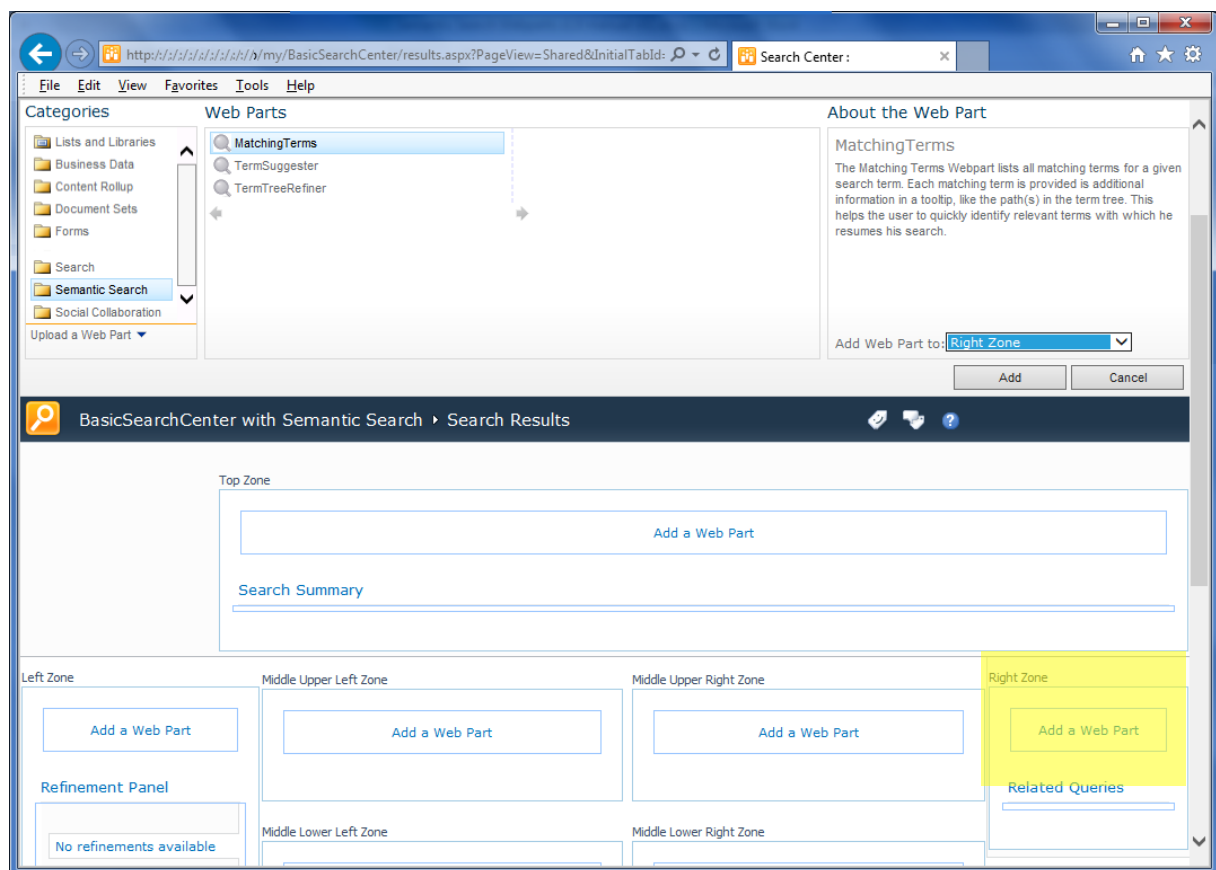 http://:/:/:/:/:/:/:/:/:/my/BasicSearchCenter/results.aspx?PageView=Shared&InitialTabId:
Search Center :
File Edit View Favorites Tools Help
Categories
Lists and Libraries
Business Data
Content Rollup
Document Sets
Forms
Search
Semantic Search
Social Collaboration
Upload a Web Part
Web Parts
MatchingTerms
TermSuggester
TermTreeRefiner
About the Web Part
MatchingTerms
The Matching Terms Webpart lists all matching terms for a given
search term. Each matching term is provided is additional
information in a tooltip, like the path(s) in the term tree. This
helps the user to quickly identify relevant terms with which he
resumes his search.
Add Web Part to: Right Zone
Add Cancel
BasicSearchCenter with Semantic Search Search Results
Top Zone
Add a Web Part
Search Summary
Left Zone
Add a Web Part
Refinement Panel
No refinements available
Middle Upper Left Zone
Add a Web Part
Middle Upper Right Zone
Add a Web Part
Right Zone
Add a Web Part
Related Queries
Middle Lower Left Zone
Middle Lower Right Zone